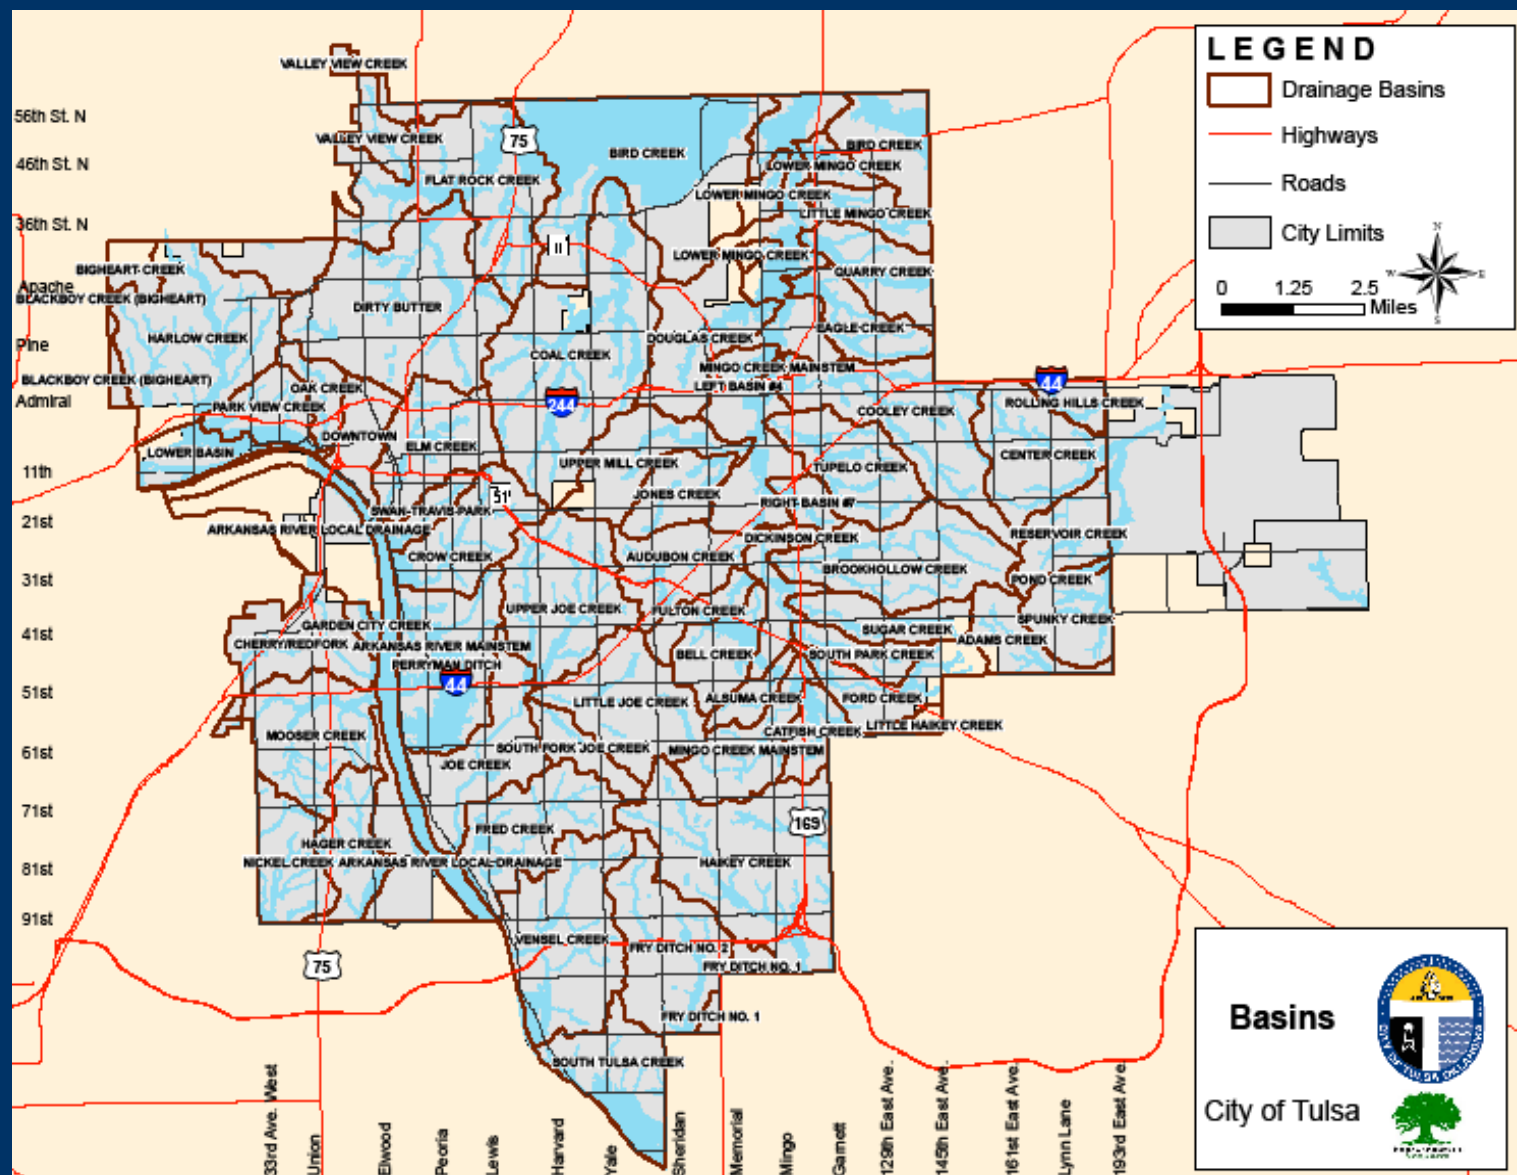 LEGEND
Drainage Basins
Highways
Roads
City Limits
N
W
E
S
0 1.25 2.5 Miles
VALLEY VIEW CREEK
56th St. N
VALLEY VIEW CREEK
75
BIRD CREEK
BIRD CREEK
46th St. N
LOWER MINGO CREEK
FLAT ROCK CREEK
LOWER MINGO CREEK
36th St. N
LITTLE MINGO CREEK
11
LOWER MINGO CREEK
BIGHEART CREEK
QUARRY CREEK
Apache
BLACKBOY CREEK (BIGHEART)
DIRTY BUTTER
HARLOW CREEK
EAGLE CREEK
Pine
DOUGLAS CREEK
COAL CREEK
MINGO CREEK MAINSTEM
BLACKBOY CREEK (BIGHEART)
OAK CREEK
LEFT BASIN #4
44
Admiral
PARK VIEW CREEK
244
COOLEY CREEK
ROLLING HILLS CREEK
DOWNTOWN
ELM CREEK
LOWER BASIN
CENTER CREEK
11th
UPPER MILL CREEK
TUPELO CREEK
51
JONES CREEK
RIGHT BASIN #7
21st
SWAN-TRAVIS-PARK
ARKANSAS RIVER LOCAL DRAINAGE
DICKINSON CREEK
RESERVOIR CREEK
CROW CREEK
AUDUBON CREEK
BROOKHOLLOW CREEK
31st
POND CREEK
UPPER JOE CREEK
FULTON CREEK
SPUNKY CREEK
GARDEN CITY CREEK
41st
SUGAR CREEK
ADAMS CREEK
CHERRY/REDFORK
ARKANSAS RIVER MAINSTEM
BELL CREEK
SOUTH PARK CREEK
PERRYMAN DITCH
44
51st
LITTLE JOE CREEK
ALSUMA CREEK
FORD CREEK
LITTLE HAIKEY CREEK
MOOSER CREEK
CATFISH CREEK
61st
SOUTH FORK JOE CREEK
MINGO CREEK MAINSTEM
JOE CREEK
71st
169
FRED CREEK
HAGER CREEK
81st
NICKEL CREEK
ARKANSAS RIVER LOCAL DRAINAGE
HAIKEY CREEK
91st
VENSEL CREEK
FRY DITCH NO. 2
75
FRY DITCH NO. 1
FRY DITCH NO. 1
SOUTH TULSA CREEK
33rd Ave. West
Union
Elwood
Peoria
Lewis
Harvard
Yale
Sheridan
Memorial
Mingo
Garnett
129th East Ave.
145th East Ave.
161st East Ave.
Lynn Lane
193rd East Ave.
Basins
City of Tulsa
CITY OF TULSA OKLAHOMA